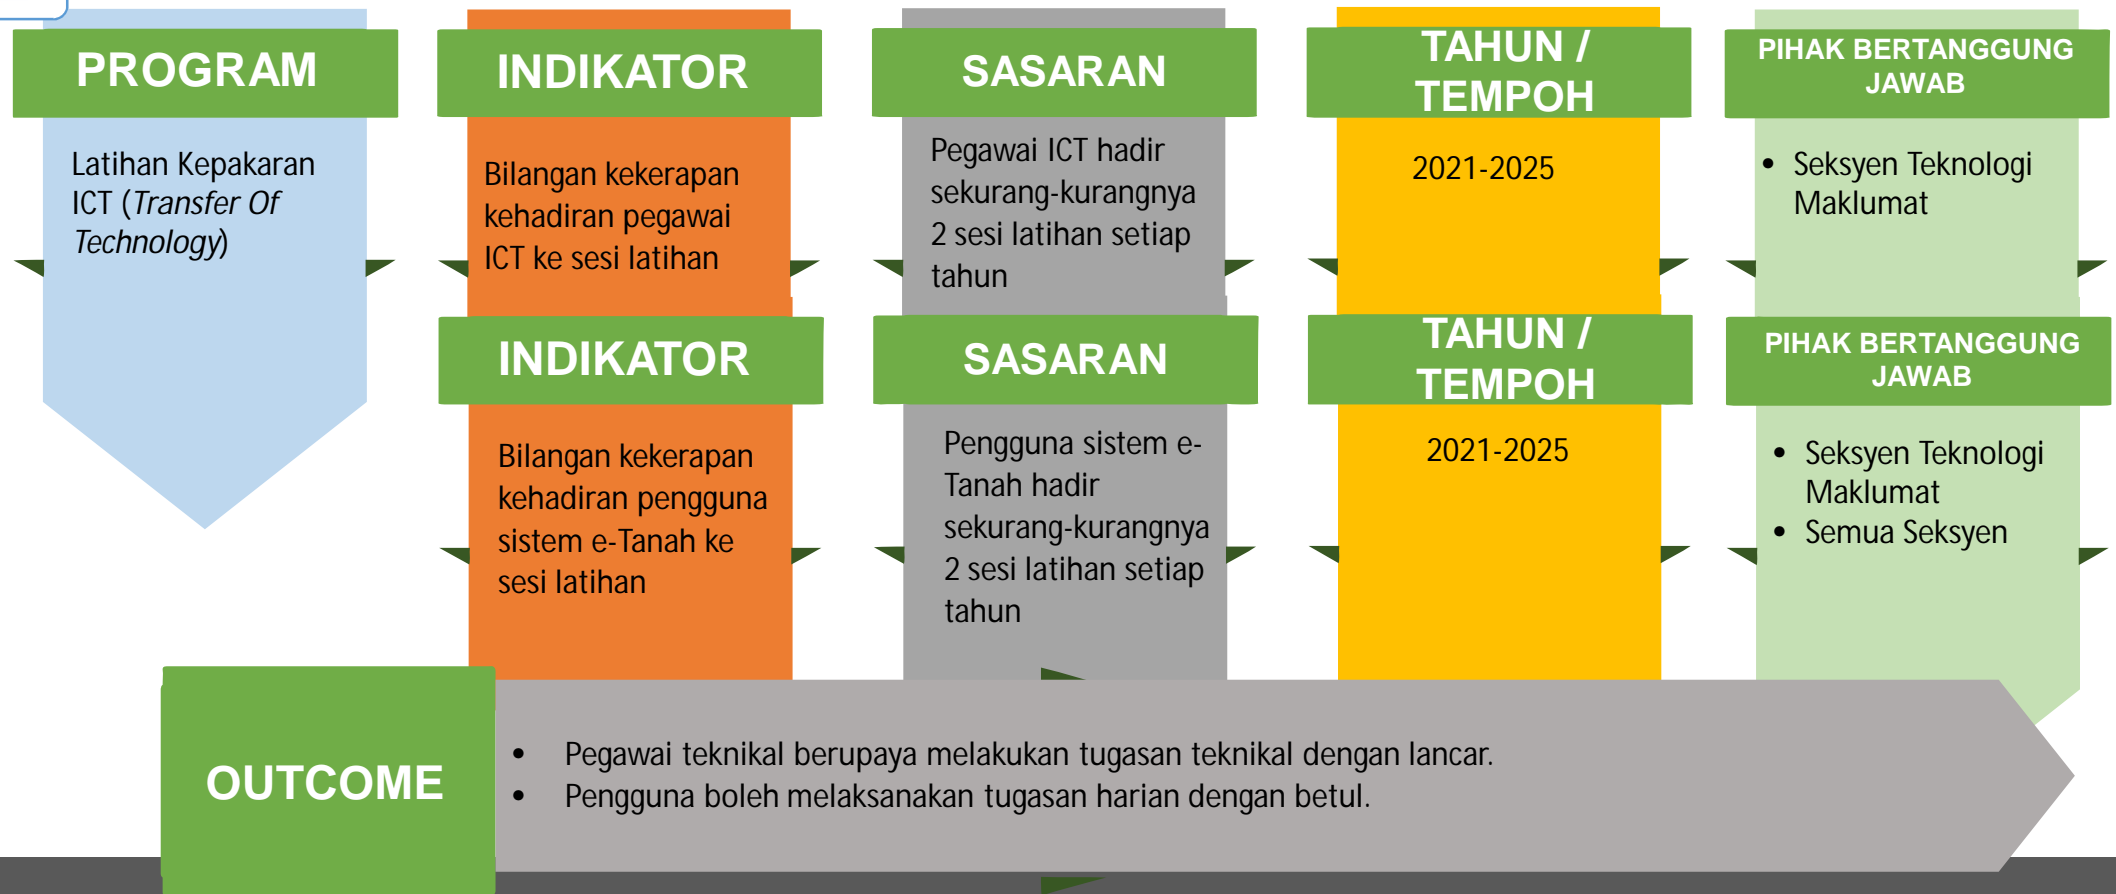 PROGRAM
Latihan Kepakaran
ICT (Transfer Of
Technology)
INDIKATOR
Bilangan kekerapan
kehadiran pegawai
ICT ke sesi latihan
SASARAN
Pegawai ICT hadir
sekurang-kurangnya
2 sesi latihan setiap
tahun
TAHUN /
TEMPOH
2021-2025
PIHAK BERTANGGUNG
JAWAB
• Seksyen Teknologi
Maklumat
INDIKATOR
Bilangan kekerapan
kehadiran pengguna
sistem e-Tanah ke
sesi latihan
SASARAN
Pengguna sistem e-
Tanah hadir
sekurang-kurangnya
2 sesi latihan setiap
tahun
TAHUN /
TEMPOH
2021-2025
PIHAK BERTANGGUNG
JAWAB
• Seksyen Teknologi
Maklumat
• Semua Seksyen
OUTCOME
• Pegawai teknikal berupaya melakukan tugasan teknikal dengan lancar.
• Pengguna boleh melaksanakan tugasan harian dengan betul.